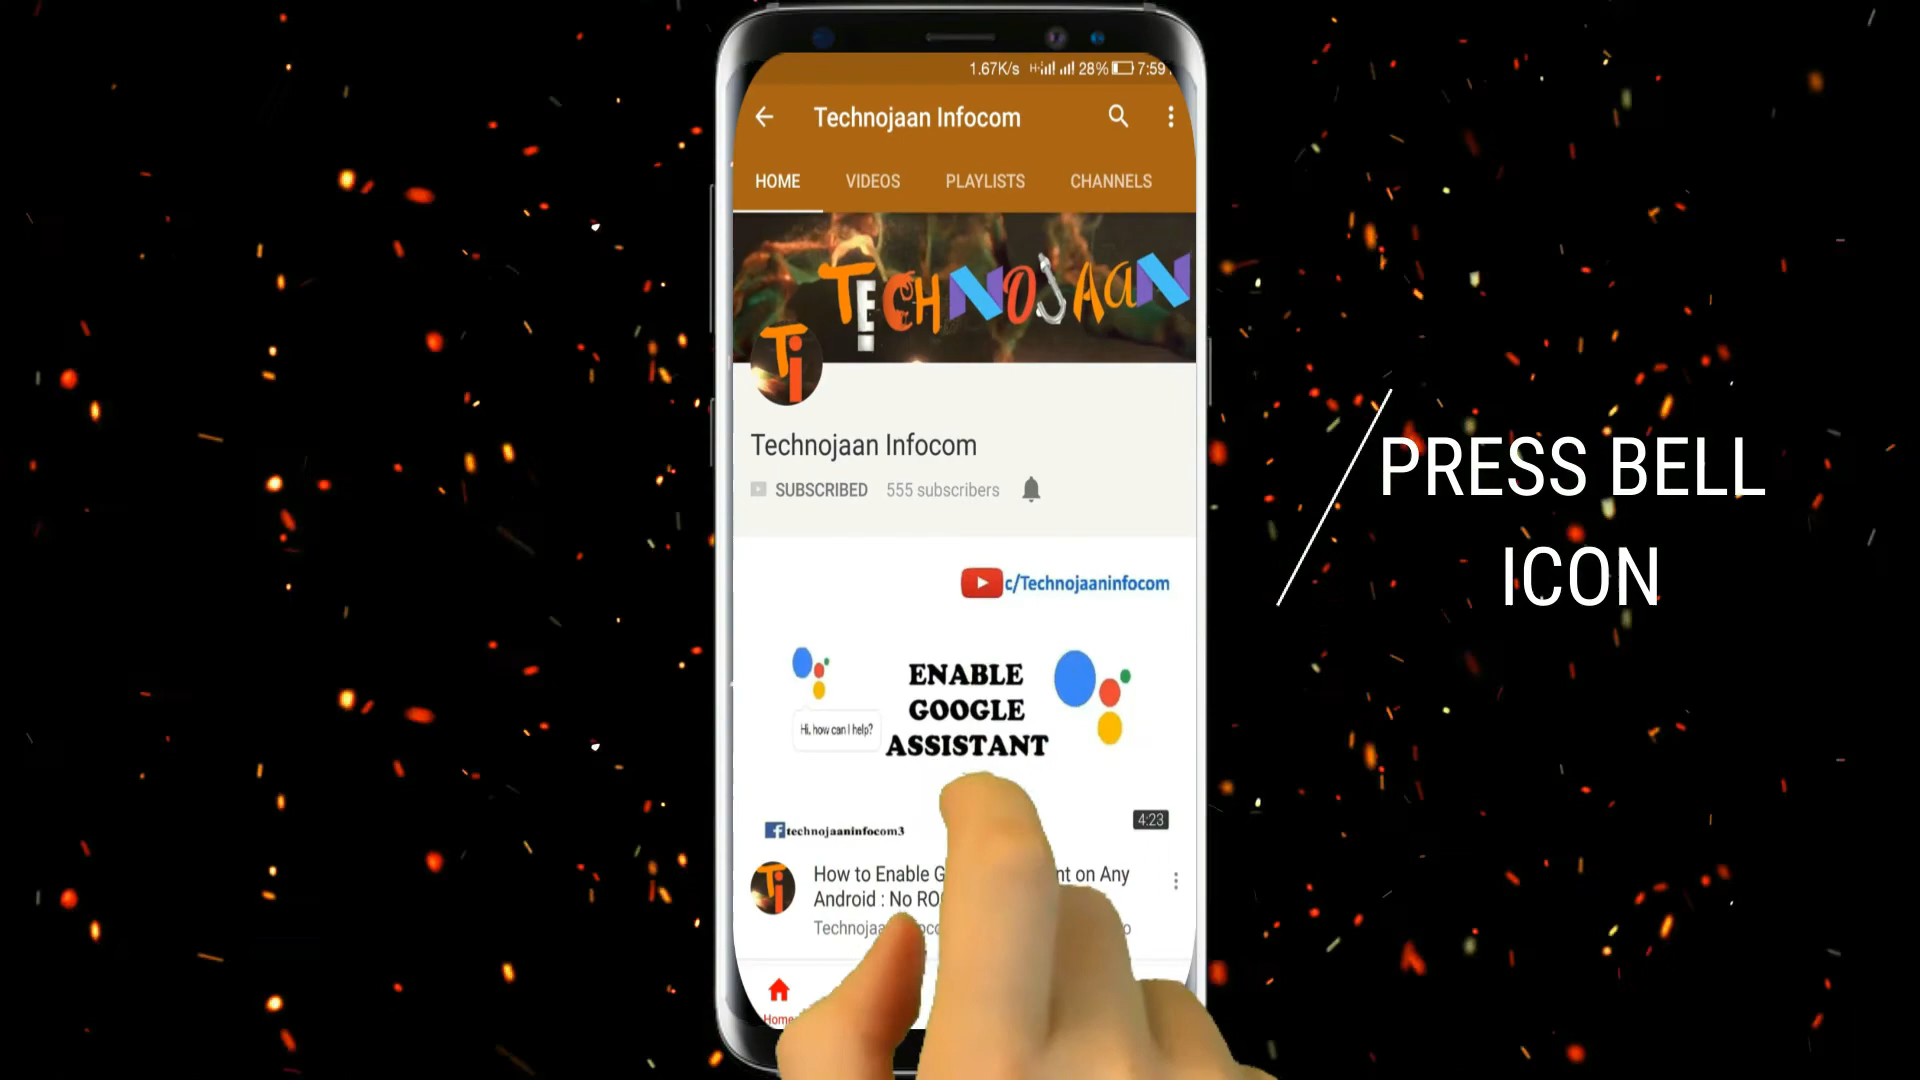 1.67K/s H 28% 7:59
Technojaan Infocom
HOME VIDEOS PLAYLISTS CHANNELS
TECHNOJAAN
Ti
Technojaan Infocom
SUBSCRIBED 555 subscribers
PRESS BELL
ICON
c/Technojaaninfocom
ENABLE
GOOGLE
ASSISTANT
Hi, how can I help?
technojaaninfocom3
4:23
Ti
How to Enable nt on Any
Android : No
Home